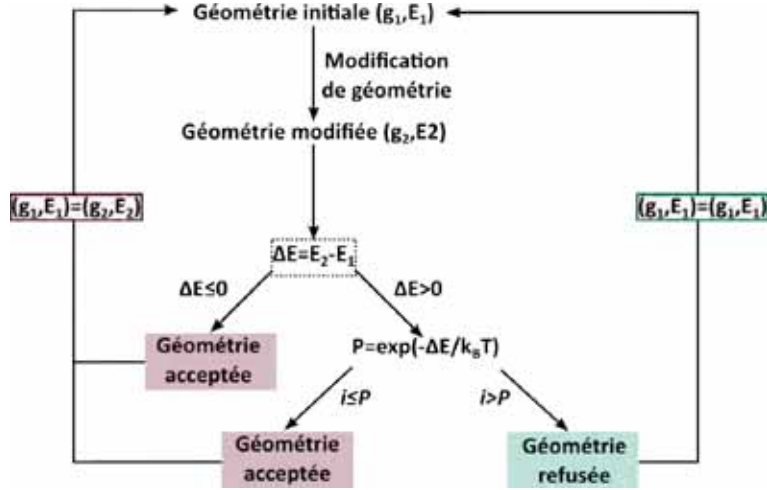 Géométrie initiale (g₁,E₁)
Modification
de géométrie
Géométrie modifiée (g₂,E2)
(g₁,E₁)=(g₂,E₂)
(g₁,E₁)=(g₁,E₁)
ΔE=E₂-E₁
ΔE≤0
ΔE>0
Géométrie
acceptée
P=exp(-ΔE/kBT)
i≤P
i>P
Géométrie
acceptée
Géométrie
refusée